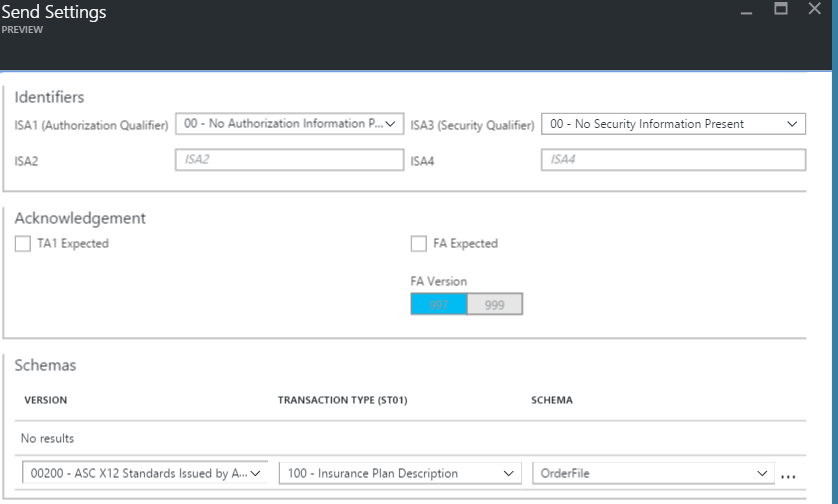 Send Settings
PREVIEW
Identifiers
ISA1 (Authorization Qualifier) 00 - No Authorization Information P... ISA3 (Security Qualifier) 00 - No Security Information Present
ISA2 ISA2 ISA4 ISA4
Acknowledgement
TA1 Expected FA Expected
FA Version
997 999
Schemas
VERSION TRANSACTION TYPE (ST01) SCHEMA
No results
00200 - ASC X12 Standards Issued by A... 100 - Insurance Plan Description OrderFile ...